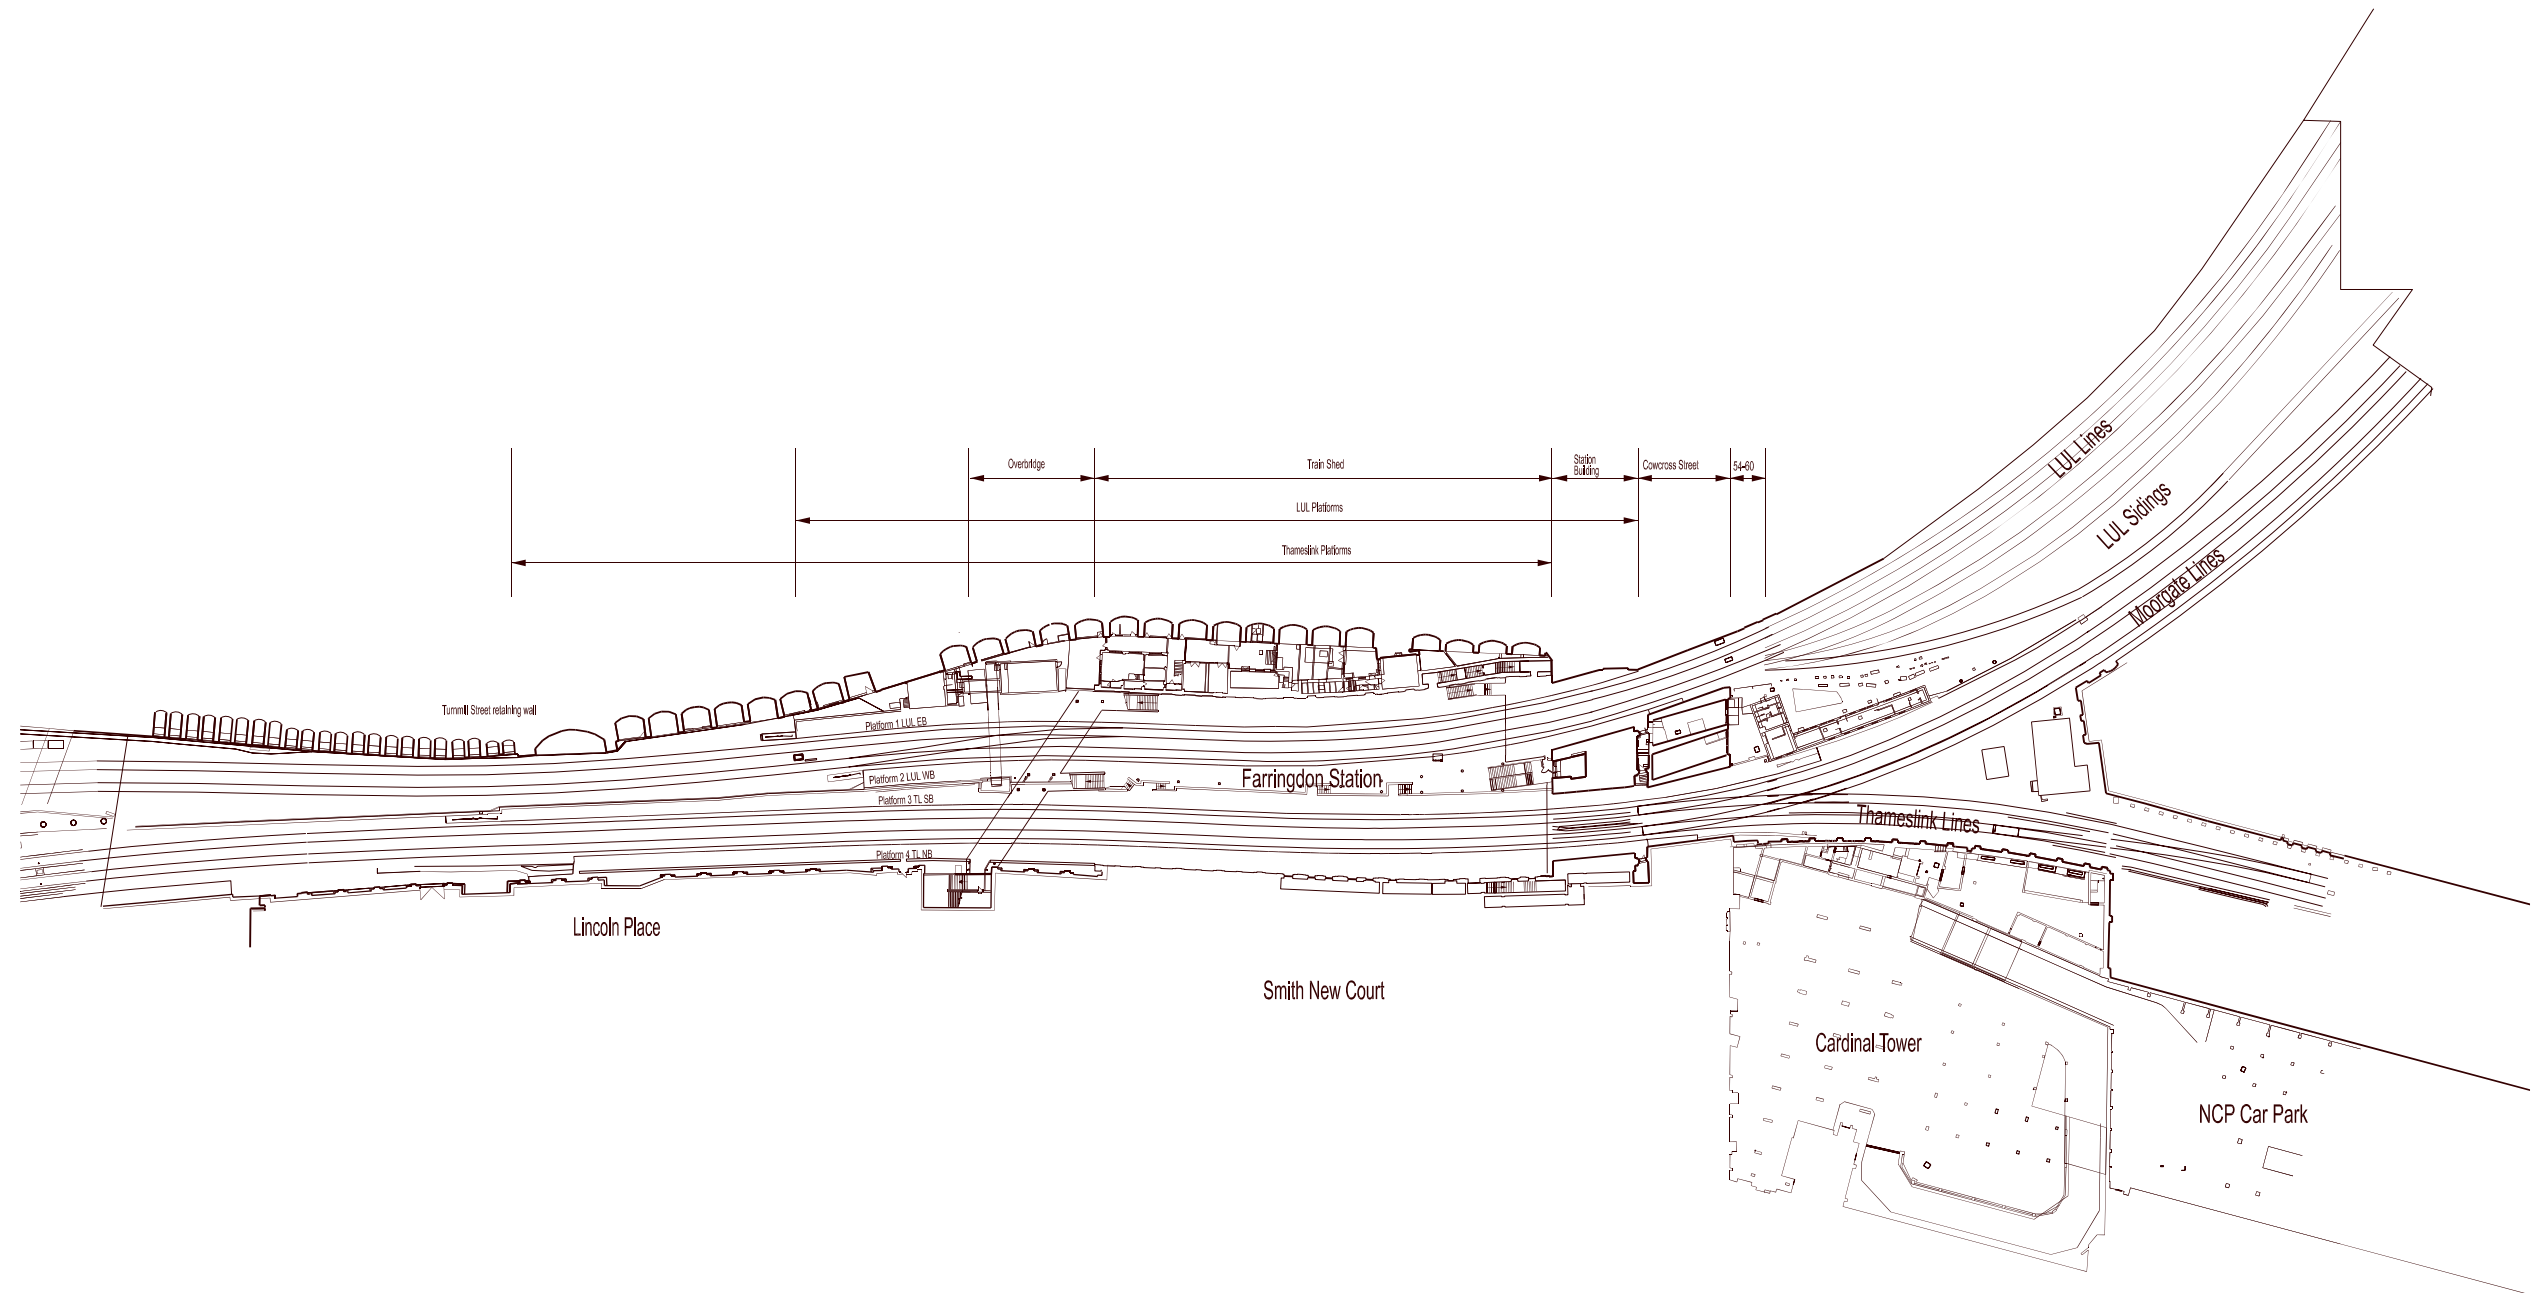 Overbridge
Train Shed
Station
Building
Cowcross Street
54-60
LUL Platforms
Thameslink Platforms
LUL Lines
LUL Sidings
Moorgate Lines
Turnmill Street retaining wall
Platform 1 LUL EB
Platform 2 LUL WB
Farringdon Station
Platform 3 TL SB
Thameslink Lines
Platform 4 TL NB
Lincoln Place
Smith New Court
Cardinal Tower
NCP Car Park